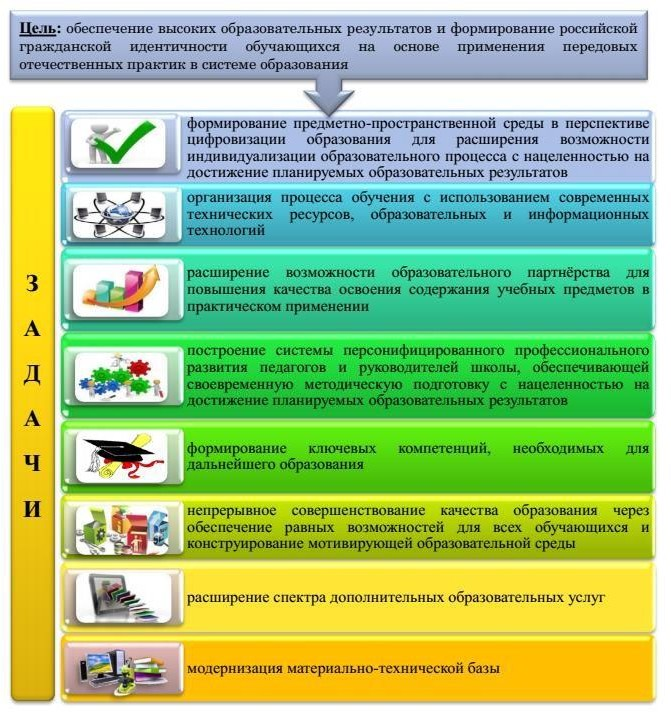 Цель: обеспечение высоких образовательных результатов и формирование российской
гражданской идентичности обучающихся на основе применения передовых
отечественных практик в системе образования
З
А
Д
А
Ч
И
формирование предметно-пространственной среды в перспективе
цифровизации образования для расширения возможности
индивидуализации образовательного процесса с нацеленностью на
достижение планируемых образовательных результатов
организация процесса обучения с использованием современных
технических ресурсов, образовательных и информационных
технологий
расширение возможности образовательного партнёрства для
повышения качества освоения содержания учебных предметов в
практическом применении
построение системы персонифицированного профессионального
развития педагогов и руководителей школы, обеспечивающей
своевременную методическую подготовку с нацеленностью на
достижение планируемых образовательных результатов
формирование ключевых компетенций, необходимых для
дальнейшего образования
непрерывное совершенствование качества образования через
обеспечение равных возможностей для всех обучающихся и
конструирование мотивирующей образовательной среды
расширение спектра дополнительных образовательных услуг
модернизация материально-технической базы